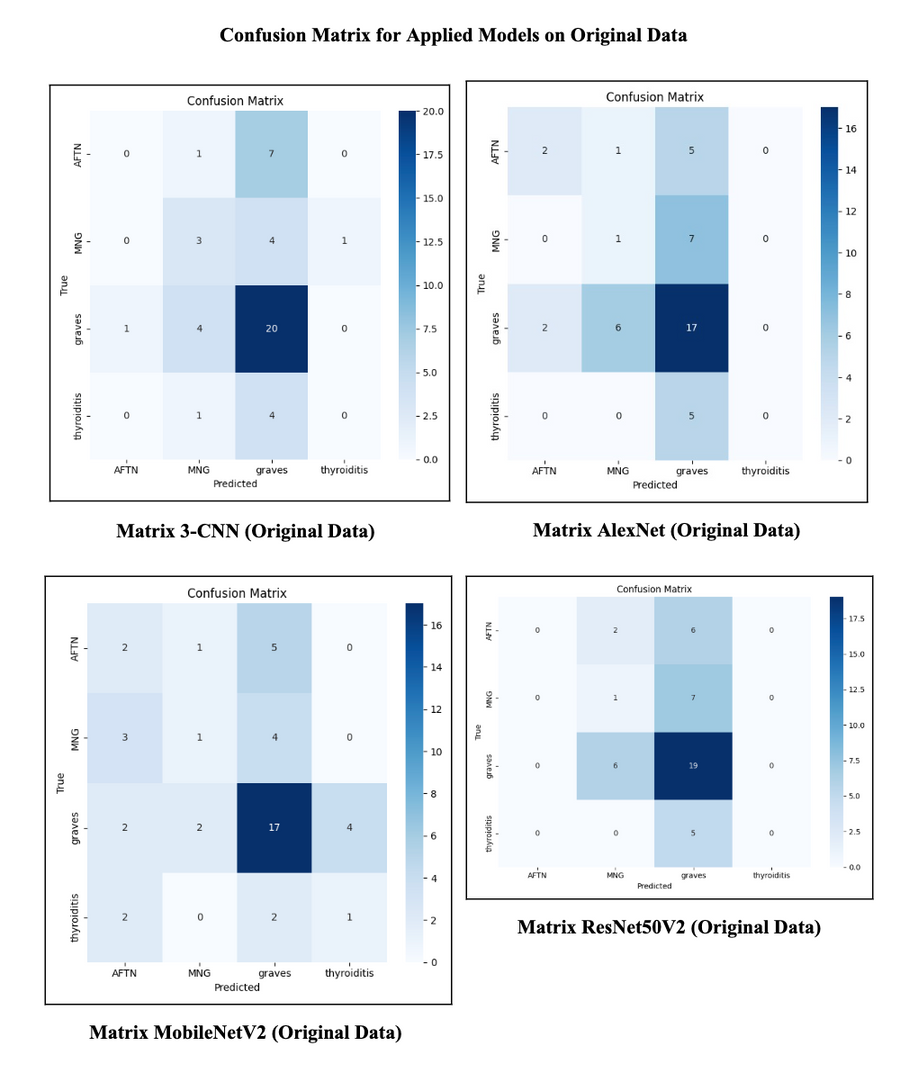 Confusion Matrix for Applied Models on Original Data
Confusion Matrix
AFTN 0 1 7 0
MNG 0 3 4 1
graves 1 4 20 0
thyroiditis 0 1 4 0
True
AFTN MNG graves thyroiditis
Predicted
20.0
17.5
15.0
12.5
10.0
7.5
5.0
2.5
0.0
Matrix 3-CNN (Original Data)
Confusion Matrix
AFTN 2 1 5 0
MNG 0 1 7 0
graves 2 6 17 0
thyroiditis 0 0 5 0
True
AFTN MNG graves thyroiditis
Predicted
16
14
12
10
8
6
4
2
0
Matrix AlexNet (Original Data)
Confusion Matrix
AFTN 2 1 5 0
MNG 3 1 4 0
graves 2 2 17 4
thyroiditis 2 0 2 1
True
AFTN MNG graves thyroiditis
Predicted
16
14
12
10
8
6
4
2
0
Matrix MobileNetV2 (Original Data)
Confusion Matrix
AFTN 0 2 6 0
MNG 0 1 7 0
graves 0 6 19 0
thyroiditis 0 0 5 0
True
AFTN MNG graves thyroiditis
Predicted
17.5
15.0
12.5
10.0
7.5
5.0
2.5
0.0
Matrix ResNet50V2 (Original Data)